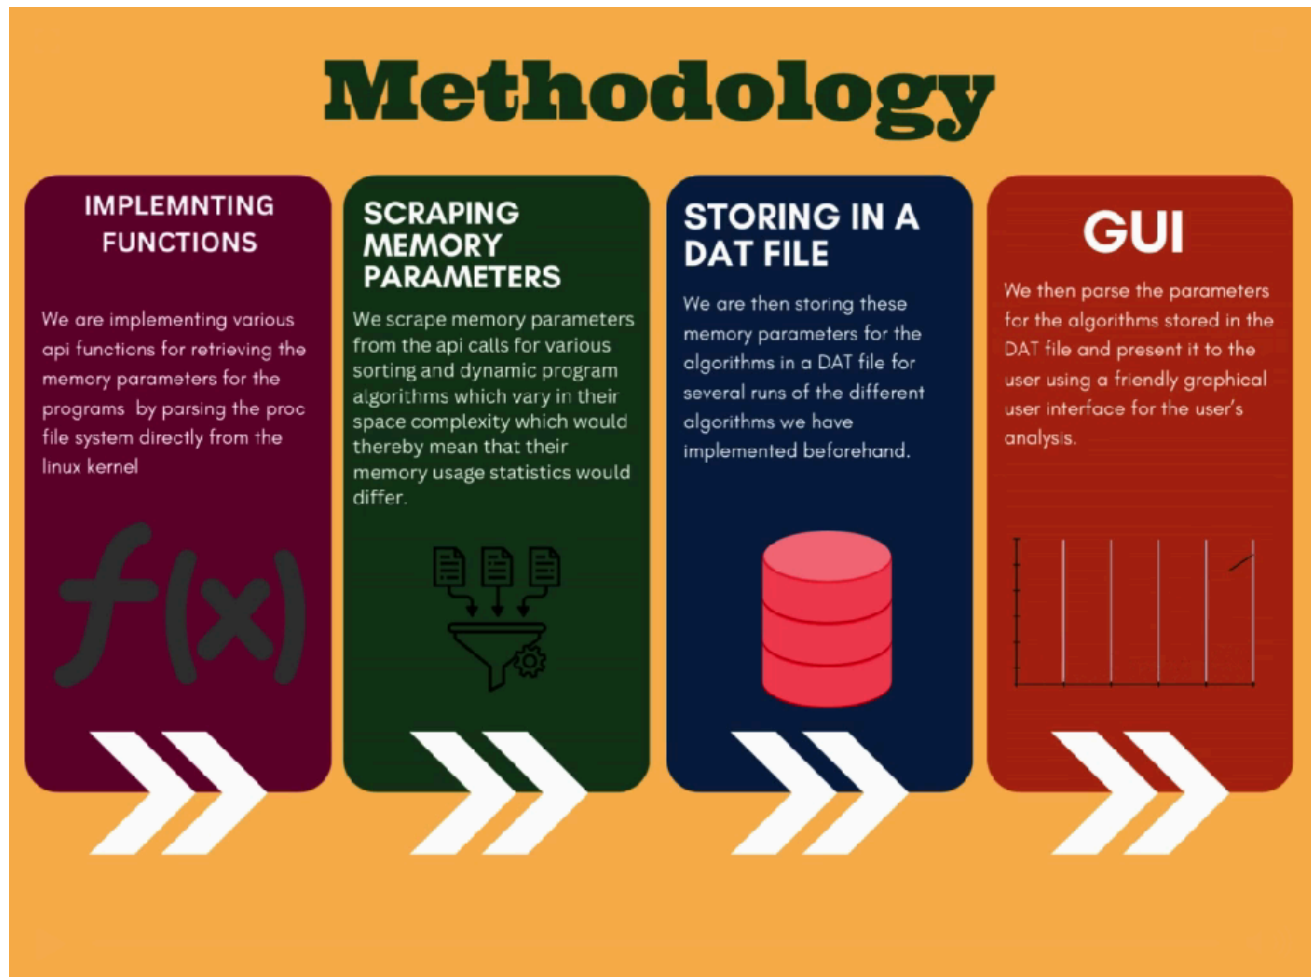 Methodology
IMPLEMNTING
FUNCTIONS
We are implementing various
api functions for retrieving the
memory parameters for the
programs by parsing the proc
file system directly from the
linux kernel
f(x)
SCRAPING
MEMORY
PARAMETERS
We scrape memory parameters
from the api calls for various
sorting and dynamic program
algorithms which vary in their
space complexity which would
thereby mean that their
memory usage statistics would
differ.
STORING IN A
DAT FILE
We are then storing these
memory parameters for the
algorithms in a DAT file for
several runs of the different
algorithms we have
implemented beforehand.
GUI
We then parse the parameters
for the algorithms stored in the
DAT file and present it to the
user using a friendly graphical
user interface for the user's
analysis.